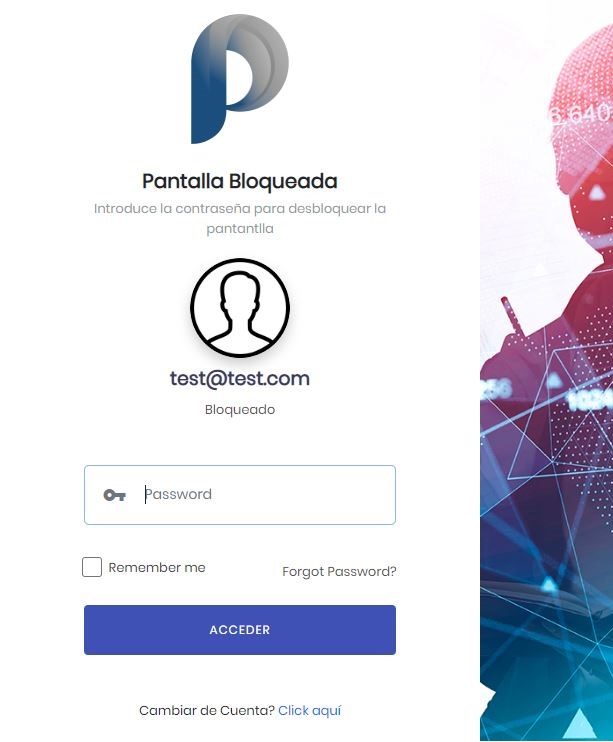 Pantalla Bloqueada
Introduce la contraseña para desbloquear la
pantantlla
test@test.com
Bloqueado
Password
Remember me
Forgot Password?
ACCEDER
Cambiar de Cuenta? Click aquí